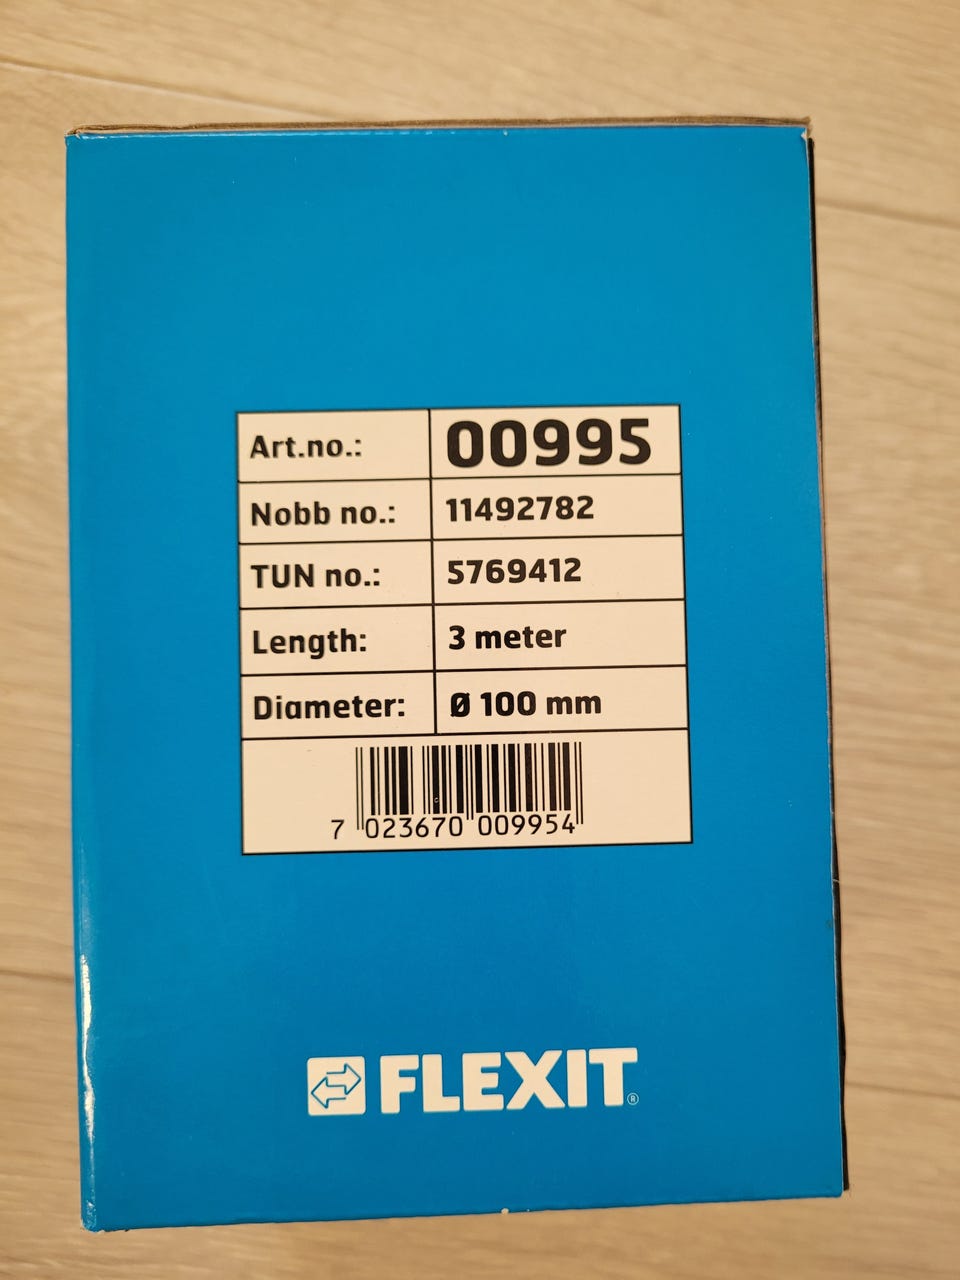 Art.no.: 00995
Nobb no.: 11492782
TUN no.: 5769412
Length: 3 meter
Diameter: Ø 100 mm
7 023670 009954
FLEXIT®